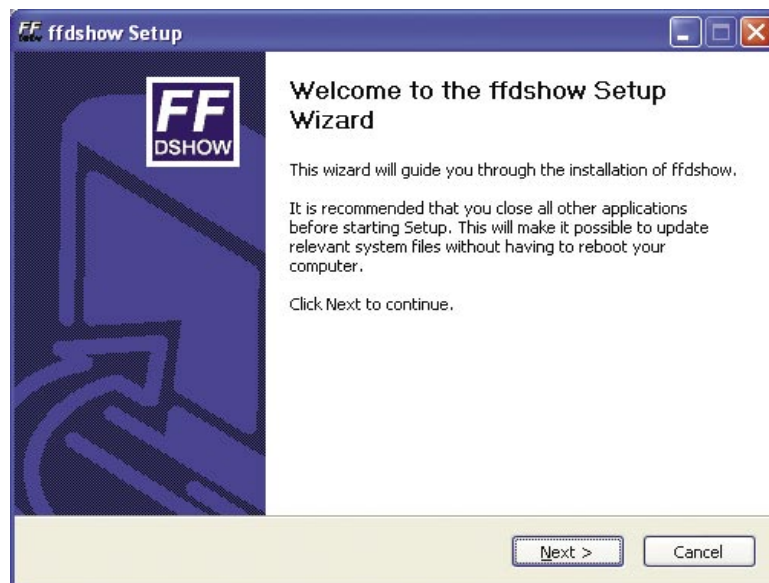 ffdshow Setup
FF
DSHOW
Welcome to the ffdshow Setup
Wizard
This wizard will guide you through the installation of ffdshow.
It is recommended that you close all other applications
before starting Setup. This will make it possible to update
relevant system files without having to reboot your
computer.
Click Next to continue.
Next >
Cancel